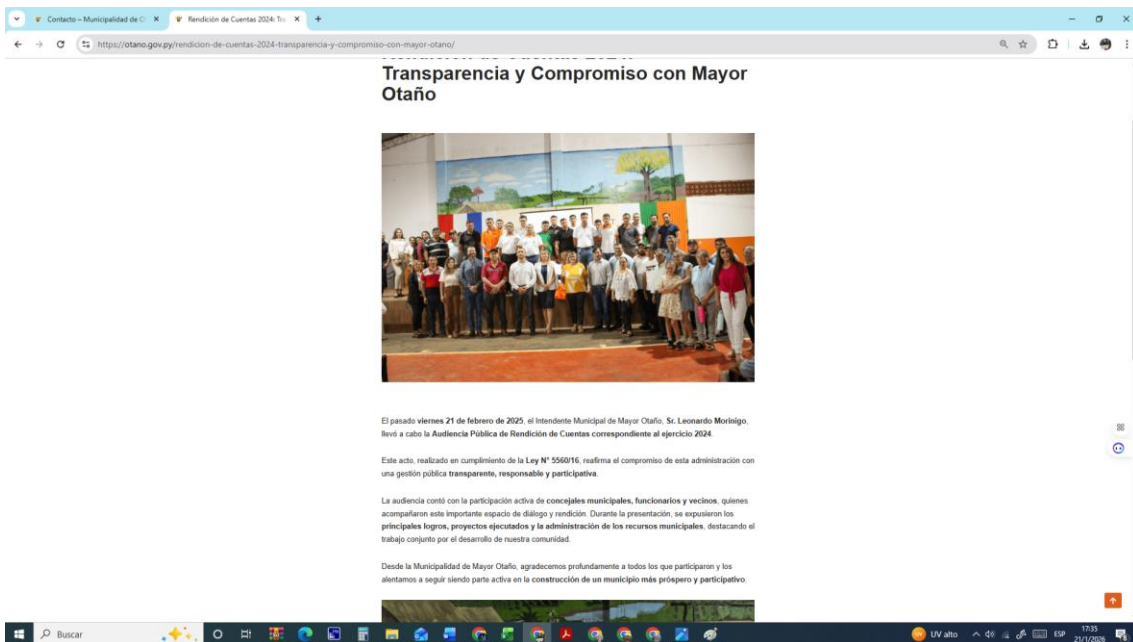 Contacto – Municipalidad de O
Rendición de Cuentas 2024: Tra
https://otano.gov.py/rendicion-de-cuentas-2024-transparencia-y-compromiso-con-mayor-otano/
Transparencia y Compromiso con Mayor
Otaño
El pasado viernes 21 de febrero de 2025, el Intendente Municipal de Mayor Otaño, Sr. Leonardo Morinigo,
llevó a cabo la Audiencia Pública de Rendición de Cuentas correspondiente al ejercicio 2024.
Este acto, realizado en cumplimiento de la Ley N° 5560/16, reafirma el compromiso de esta administración con
una gestión pública transparente, responsable y participativa.
La audiencia contó con la participación activa de concejales municipales, funcionarios y vecinos, quienes
acompañaron este importante espacio de diálogo y rendición. Durante la presentación, se expusieron los
principales logros, proyectos ejecutados y la administración de los recursos municipales, destacando el
trabajo conjunto por el desarrollo de nuestra comunidad.
Desde la Municipalidad de Mayor Otaño, agradecemos profundamente a todos los que participaron y los
alentamos a seguir siendo parte activa en la construcción de un municipio más próspero y participativo.
Buscar
UV alto
ESP
17:35
21/1/2026